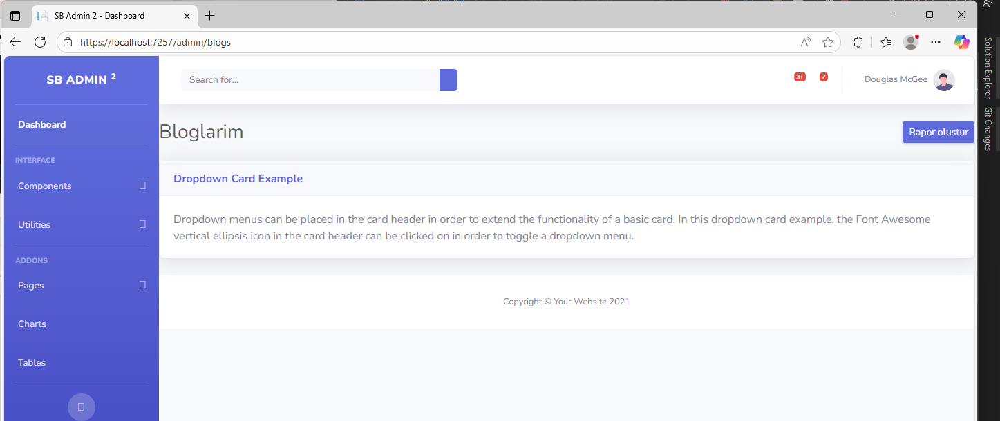 SB Admin 2 - Dashboard
https://localhost:7257/admin/blogs
Solution Explorer
Git Changes
SB ADMIN 2
Search for...
3+
7
Douglas McGee
Dashboard
INTERFACE
Components
Utilities
ADDONS
Pages
Charts
Tables
Bloglarim
Rapor olustur
Dropdown Card Example
Dropdown menus can be placed in the card header in order to extend the functionality of a basic card. In this dropdown card example, the Font Awesome
vertical ellipsis icon in the card header can be clicked on in order to toggle a dropdown menu.
Copyright © Your Website 2021